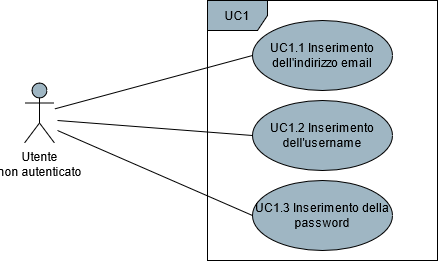 UC1
UC1.1 Inserimento
dell'indirizzo email
UC1.2 Inserimento
dell'username
UC1.3 Inserimento della
password
Utente
non autenticato